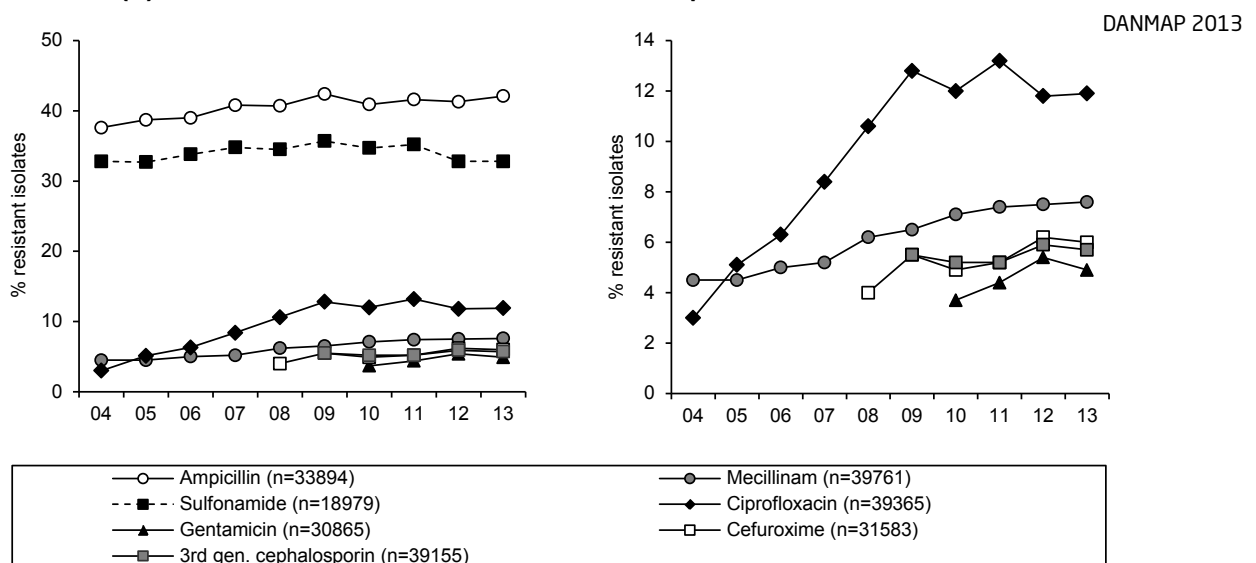 DANMAP 2013
50
40
30
20
10
0
% resistant isolates
04 05 06 07 08 09 10 11 12 13
14
12
10
8
6
4
2
0
% resistant isolates
04 05 06 07 08 09 10 11 12 13
Ampicillin (n=33894)
Sulfonamide (n=18979)
Gentamicin (n=30865)
3rd gen. cephalosporin (n=39155)
Mecillinam (n=39761)
Ciprofloxacin (n=39365)
Cefuroxime (n=31583)